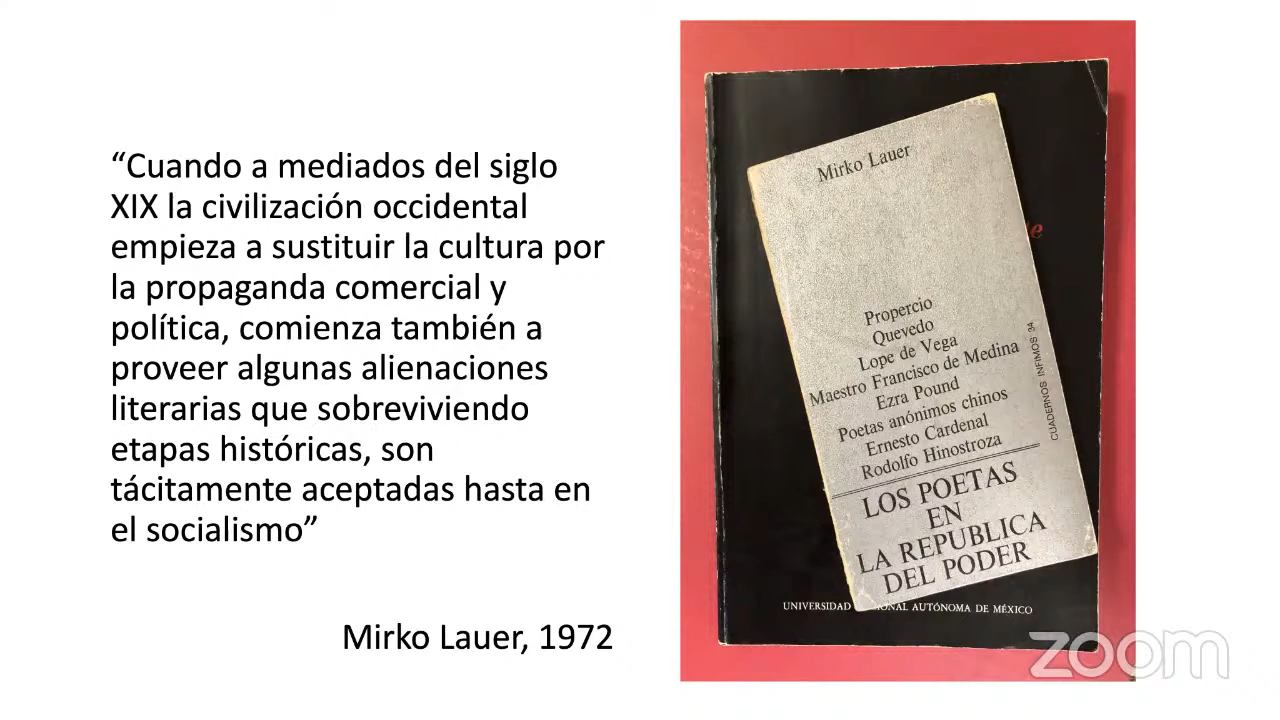 “Cuando a mediados del siglo
XIX la civilización occidental
empieza a sustituir la cultura por
la propaganda comercial y
política, comienza también a
proveer algunas alienaciones
literarias que sobreviviendo
etapas históricas, son
tácitamente aceptadas hasta en
el socialismo”
Mirko Lauer, 1972
Mirko Lauer
Propercio
Quevedo
Lope de Vega
Maestro Francisco de Medina
Ezra Pound
Poetas anónimos chinos
Ernesto Cardenal
Rodolfo Hinostroza
CUADERNOS INFIMOS 34
LOS POETAS
EN
LA REPUBLICA
DEL PODER
UNIVERSIDAD ONAL AUTÓNOMA DE MÉXICO
zoom